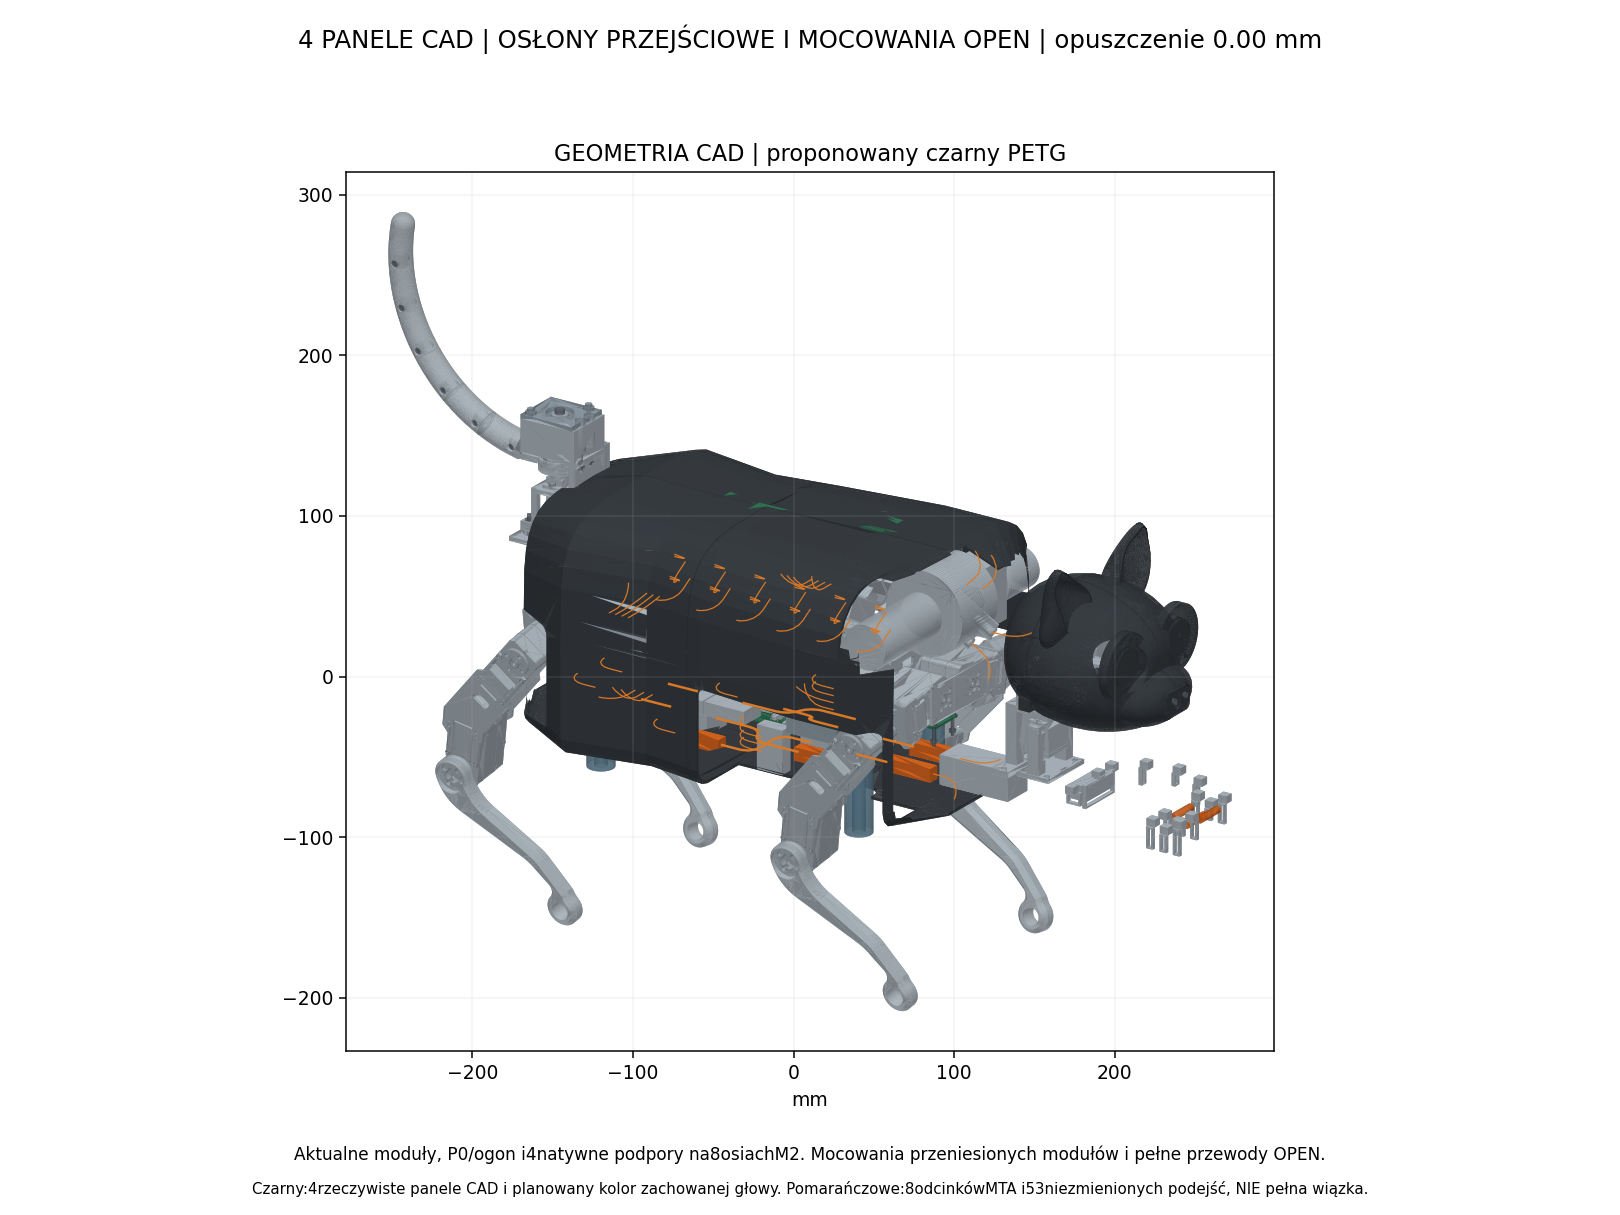 4 PANELE CAD | OSŁONY PRZEJŚCIOWE I MOCOWANIA OPEN | opuszczenie 0.00 mm
GEOMETRIA CAD | proponowany czarny PETG
300
200
100
0
−100
−200
−200
−100
0
100
200
mm
Aktualne moduły, P0/ogon i4natywne podpory na8osiachM2. Mocowania przeniesionych modułów i pełne przewody OPEN.
Czarny:4rzeczywiste panele CAD i planowany kolor zachowanej głowy. Pomarańczowe:8odcinkówMTA i53niezmienionych podejść, NIE pełna wiązka.